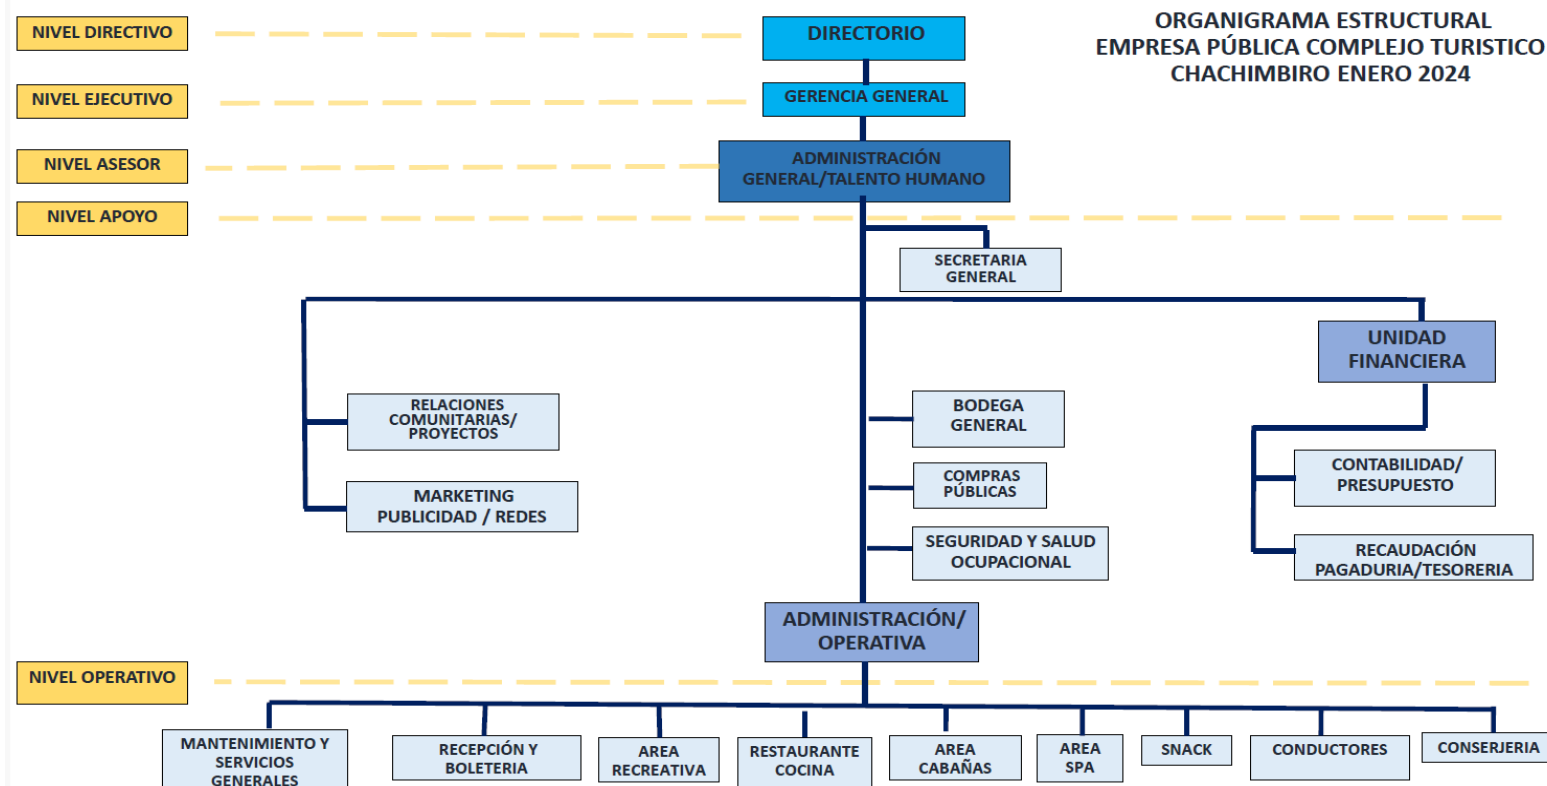 ORGANIGRAMA ESTRUCTURAL
EMPRESA PÚBLICA COMPLEJO TURISTICO
CHACHIMBIRO ENERO 2024
NIVEL DIRECTIVO
DIRECTORIO
NIVEL EJECUTIVO
GERENCIA GENERAL
NIVEL ASESOR
ADMINISTRACIÓN
GENERAL/TALENTO HUMANO
NIVEL APOYO
SECRETARIA
GENERAL
UNIDAD
FINANCIERA
RELACIONES
COMUNITARIAS/
PROYECTOS
BODEGA
GENERAL
CONTABILIDAD/
PRESUPUESTO
MARKETING
PUBLICIDAD / REDES
COMPRAS
PÚBLICAS
SEGURIDAD Y SALUD
OCUPACIONAL
RECAUDACIÓN
PAGADURIA/TESORERIA
ADMINISTRACIÓN/
OPERATIVA
NIVEL OPERATIVO
MANTENIMIENTO Y
SERVICIOS
GENERALES
RECEPCIÓN Y
BOLETERIA
AREA
RECREATIVA
RESTAURANTE
COCINA
AREA
CABAÑAS
AREA
SPA
SNACK
CONDUCTORES
CONSERJERIA